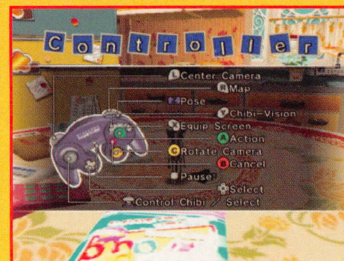 Controller
L Center Camera
R Map
Pose
Y Chibi-Vision
X Equip Screen
A Action
C Rotate Camera
B Cancel
Pause
Select
Control Chibi / Select